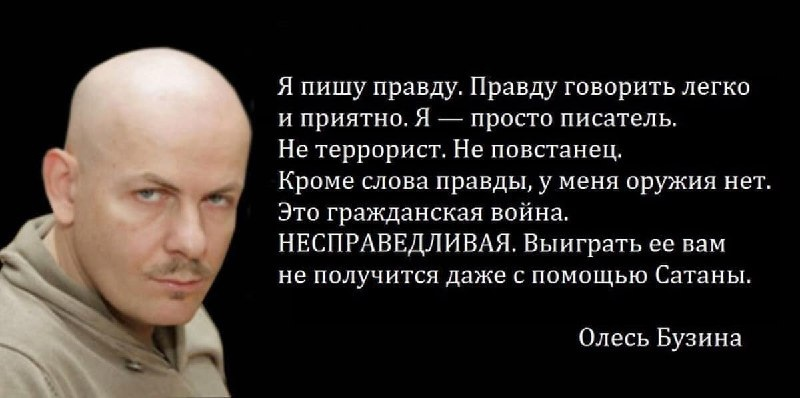 Я пишу правду. Правду говорить легко
и приятно. Я — просто писатель.
Не террорист. Не повстанец.
Кроме слова правды, у меня оружия нет.
Это гражданская война.
НЕСПРАВЕДЛИВАЯ. Выиграть ее вам
не получится даже с помощью Сатаны.
Олесь Бузина